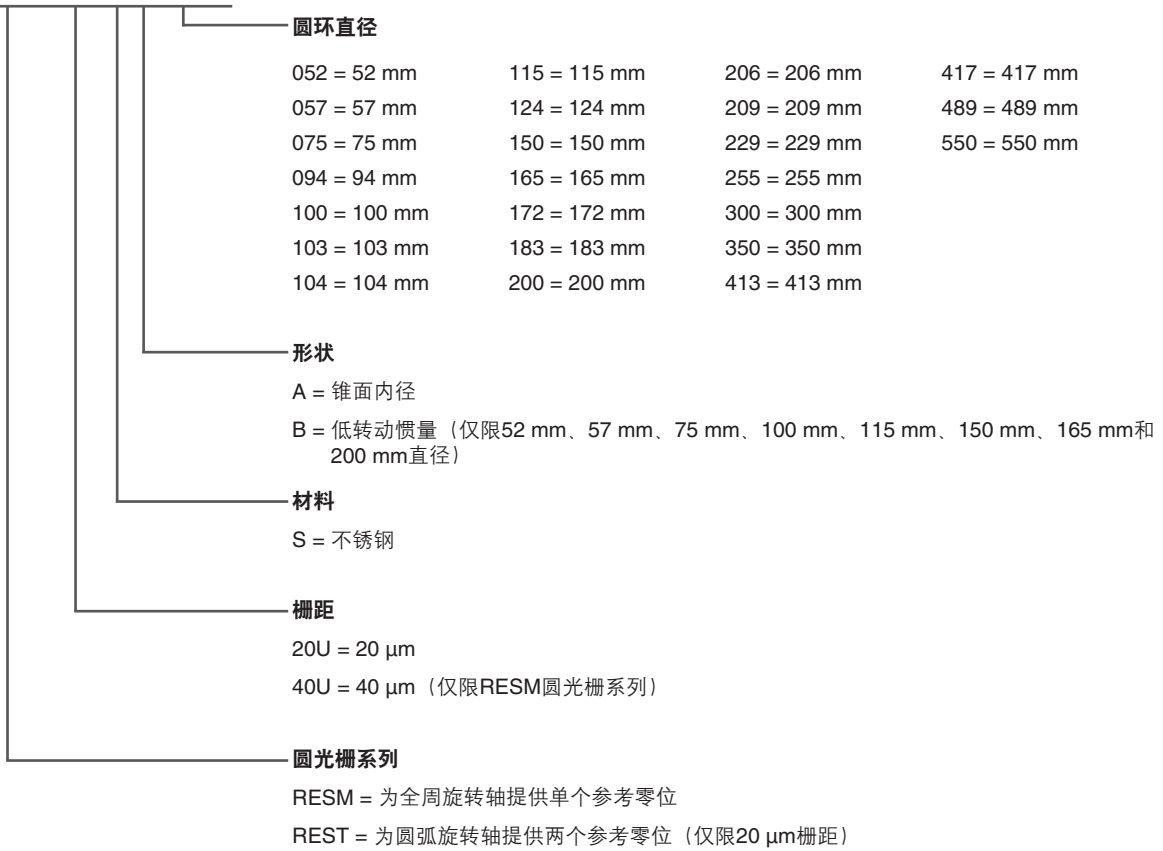 圆环直径
052 = 52 mm 115 = 115 mm 206 = 206 mm 417 = 417 mm
057 = 57 mm 124 = 124 mm 209 = 209 mm 489 = 489 mm
075 = 75 mm 150 = 150 mm 229 = 229 mm 550 = 550 mm
094 = 94 mm 165 = 165 mm 255 = 255 mm
100 = 100 mm 172 = 172 mm 300 = 300 mm
103 = 103 mm 183 = 183 mm 350 = 350 mm
104 = 104 mm 200 = 200 mm 413 = 413 mm
形状
A = 锥面内径
B = 低转动惯量（仅限52 mm、57 mm、75 mm、100 mm、115 mm、150 mm、165 mm和
200 mm直径）
材料
S = 不锈钢
栅距
20U = 20 µm
40U = 40 µm（仅限RESM圆光栅系列）
圆光栅系列
RESM = 为全周旋转轴提供单个参考零位
REST = 为圆弧旋转轴提供两个参考零位（仅限20 µm栅距）